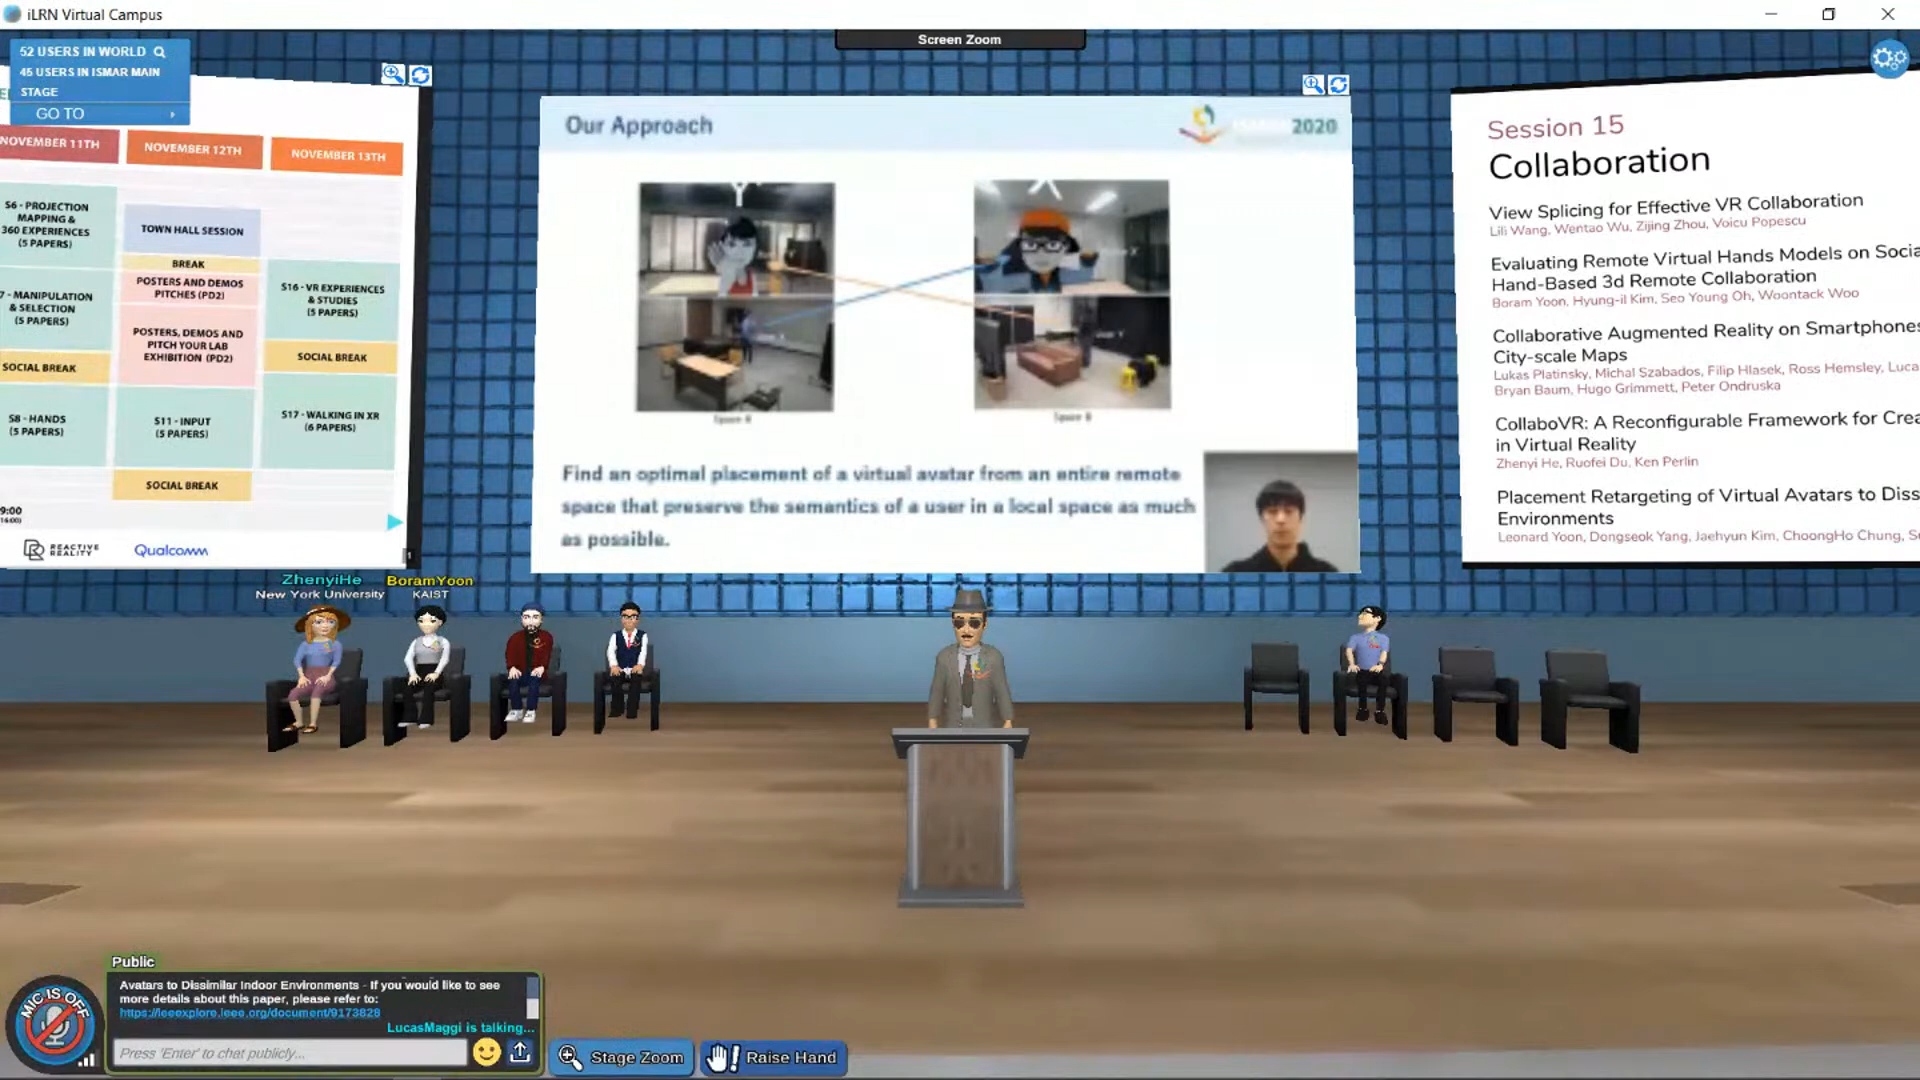 iLRN Virtual Campus
52 USERS IN WORLD
45 USERS IN ISMAR MAIN
STAGE
GO TO
Screen Zoom
NOVEMBER 11TH
NOVEMBER 12TH
NOVEMBER 13TH
S6 - PROJECTION
MAPPING &
360 EXPERIENCES
(5 PAPERS)
7 - MANIPULATION
& SELECTION
(5 PAPERS)
SOCIAL BREAK
S8 - HANDS
(5 PAPERS)
TOWN HALL SESSION
BREAK
POSTERS AND DEMOS
PITCHES (PD2)
POSTERS, DEMOS AND
PITCH YOUR LAB
EXHIBITION (PD2)
S11 - INPUT
(5 PAPERS)
SOCIAL BREAK
S16 - VR EXPERIENCES
& STUDIES
(5 PAPERS)
SOCIAL BREAK
S17 - WALKING IN XR
(6 PAPERS)
9:00
16:00)
REACTIVE
REALITY
Qualcomm
1
Our Approach
2020
Space A
Space B
Find an optimal placement of a virtual avatar from an entire remote
space that preserve the semantics of a user in a local space as much
as possible.
Session 15
Collaboration
View Splicing for Effective VR Collaboration
Lili Wang, Wentao Wu, Zijing Zhou, Voicu Popescu
Evaluating Remote Virtual Hands Models on Socia
Hand-Based 3d Remote Collaboration
Boram Yoon, Hyung-il Kim, Seo Young Oh, Woontack Woo
Collaborative Augmented Reality on Smartphones
City-scale Maps
Lukas Platinsky, Michal Szabados, Filip Hlasek, Ross Hemsley, Luca
Bryan Baum, Hugo Grimmett, Peter Ondruska
CollaboVR: A Reconfigurable Framework for Crea
in Virtual Reality
Zhenyi He, Ruofei Du, Ken Perlin
Placement Retargeting of Virtual Avatars to Diss
Environments
Leonard Yoon, Dongseok Yang, Jaehyun Kim, ChoongHo Chung, S
ZhenyiHe
New York University
BoramYoon
KAIST
Public
Avatars to Dissimilar Indoor Environments - If you would like to see
more details about this paper, please refer to:
https://ieeexplore.ieee.org/document/9173828
LucasMaggi is talking...
MIC IS OFF
Press 'Enter' to chat publicly...
Stage Zoom
Raise Hand